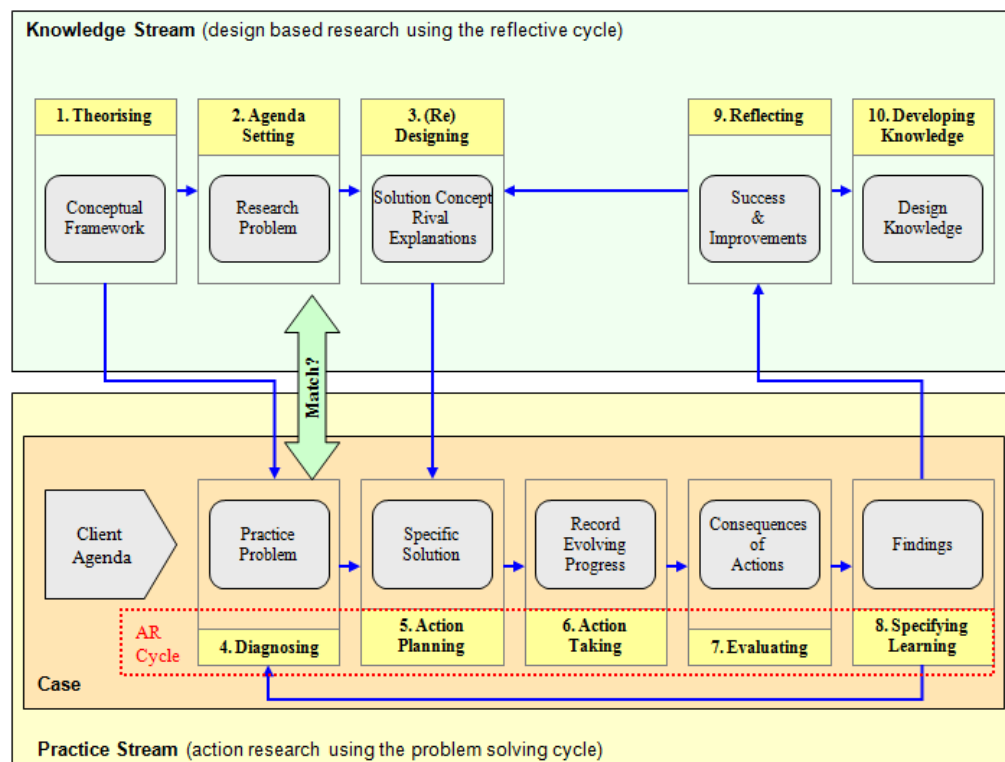 Knowledge Stream (design based research using the reflective cycle)
1. Theorising
Conceptual
Framework
2. Agenda
Setting
Research
Problem
3. (Re)
Designing
Solution Concept
Rival
Explanations
9. Reflecting
Success
&
Improvements
10. Developing
Knowledge
Design
Knowledge
Match?
Client
Agenda
Practice
Problem
4. Diagnosing
Specific
Solution
5. Action
Planning
Record
Evolving
Progress
6. Action
Taking
Consequences
of
Actions
7. Evaluating
Findings
8. Specifying
Learning
AR
Cycle
Case
Practice Stream (action research using the problem solving cycle)